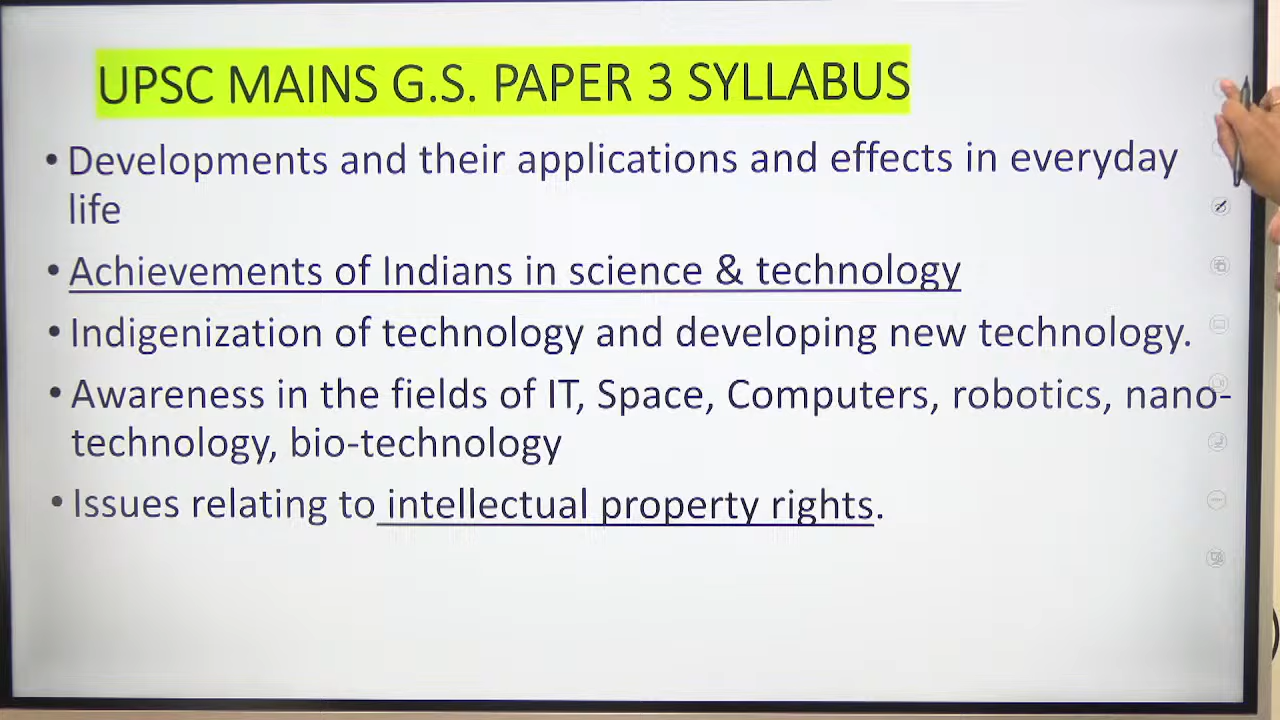 UPSC MAINS G.S. PAPER 3 SYLLABUS
• Developments and their applications and effects in everyday
life
• Achievements of Indians in science & technology
• Indigenization of technology and developing new technology.
• Awareness in the fields of IT, Space, Computers, robotics, nano-
technology, bio-technology
• Issues relating to intellectual property rights.